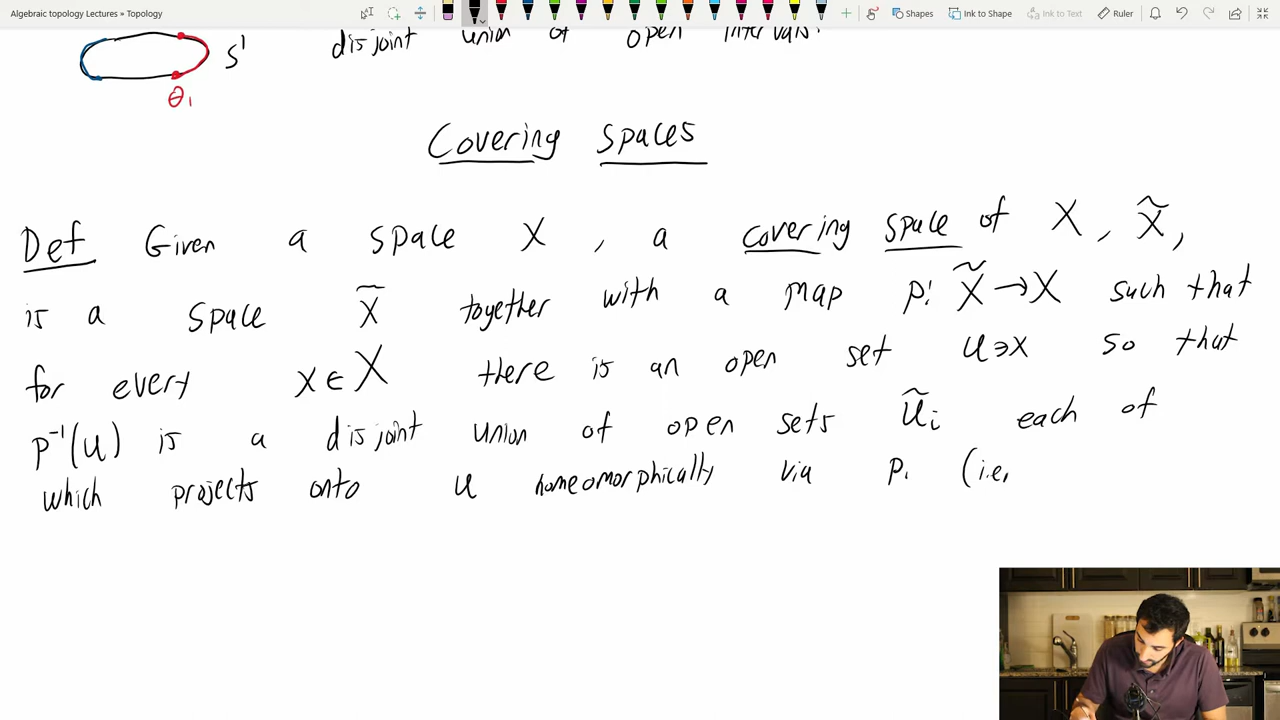 Algebraic topology Lectures » Topology
Shapes
Ink to Shape
Ink to Text
Ruler
disjoint union of open intervals.
S¹
θ₁
Covering Spaces
Def Given a space X, a covering space of X, X̃,
is a space X̃ together with a map p: X̃ → X such that
for every x ∈ X there is an open set U∋x so that
p⁻¹(U) is a disjoint union of open sets Ũᵢ each of
which projects onto U homeomorphically via p. (i.e,